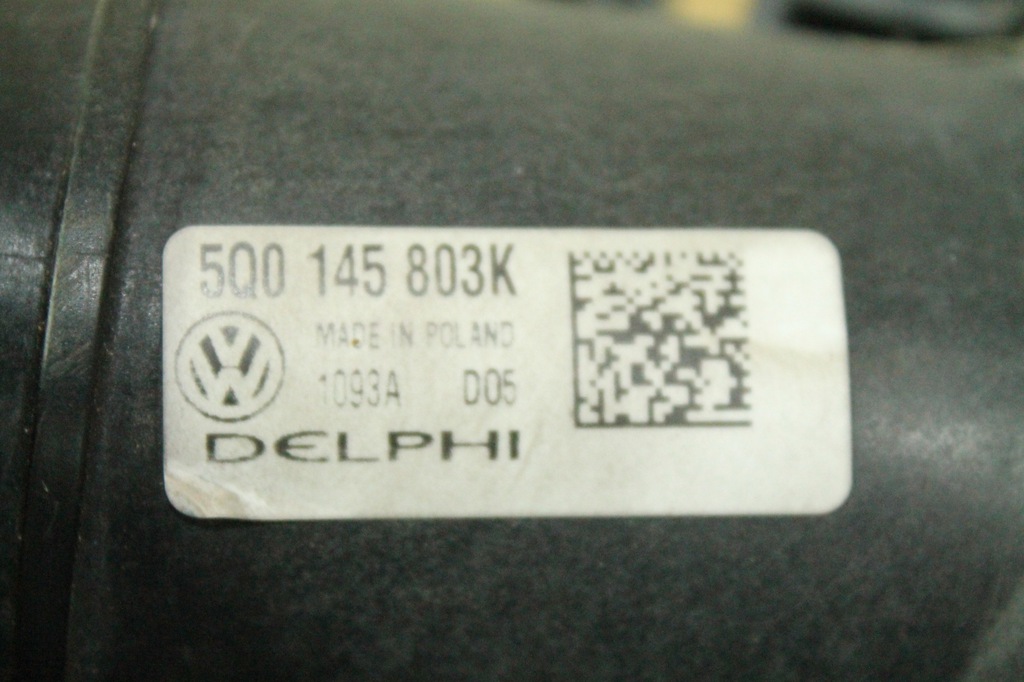 5Q0 145 803K
MADE IN POLAND
1093A D05
DELPHI